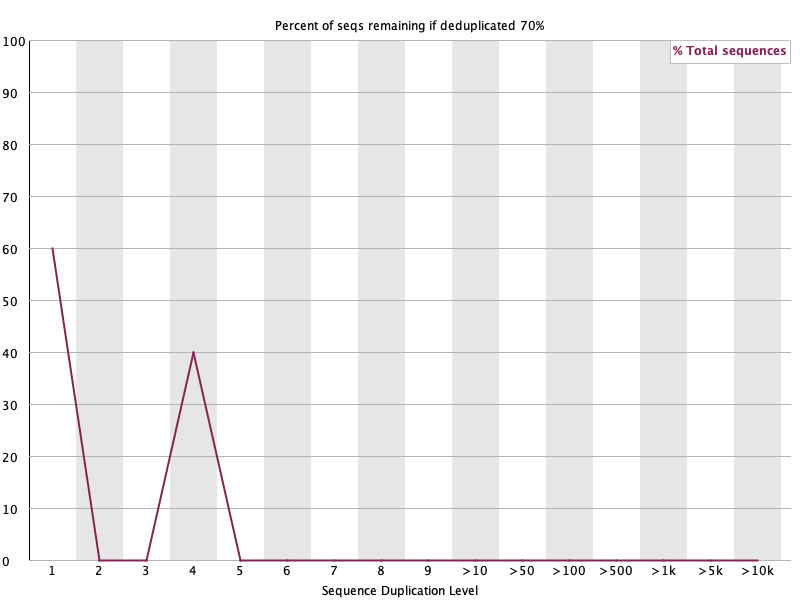 Percent of seqs remaining if deduplicated 70%
% Total sequences
100
90
80
70
60
50
40
30
20
10
0
1 2 3 4 5 6 7 8 9 >10 >50 >100 >500 >1k >5k >10k
Sequence Duplication Level